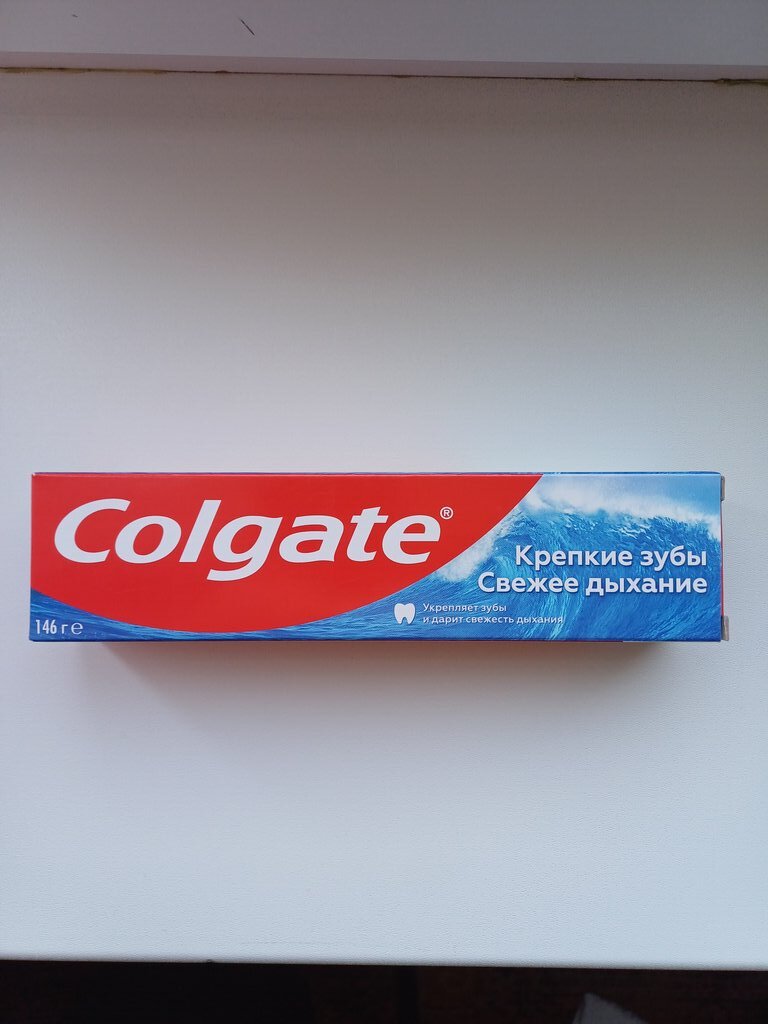 Colgate®
Крепкие зубы
Свежее дыхание
Укрепляет зубы
и дарит свежесть дыхания
146 г ℮